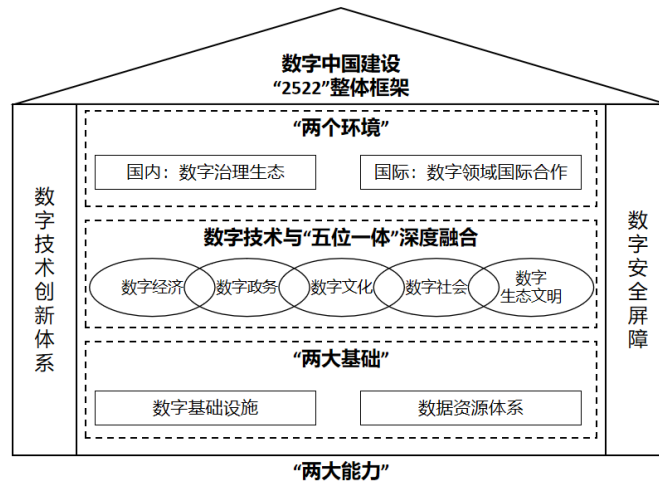 数字中国建设
“2522”整体框架
“两个环境”
国内：数字治理生态
国际：数字领域国际合作
数字技术与“五位一体”深度融合
数字经济
数字政务
数字文化
数字社会
数字
生态文明
“两大基础”
数字基础设施
数据资源体系
数字技术创新体系
数字安全屏障
“两大能力”